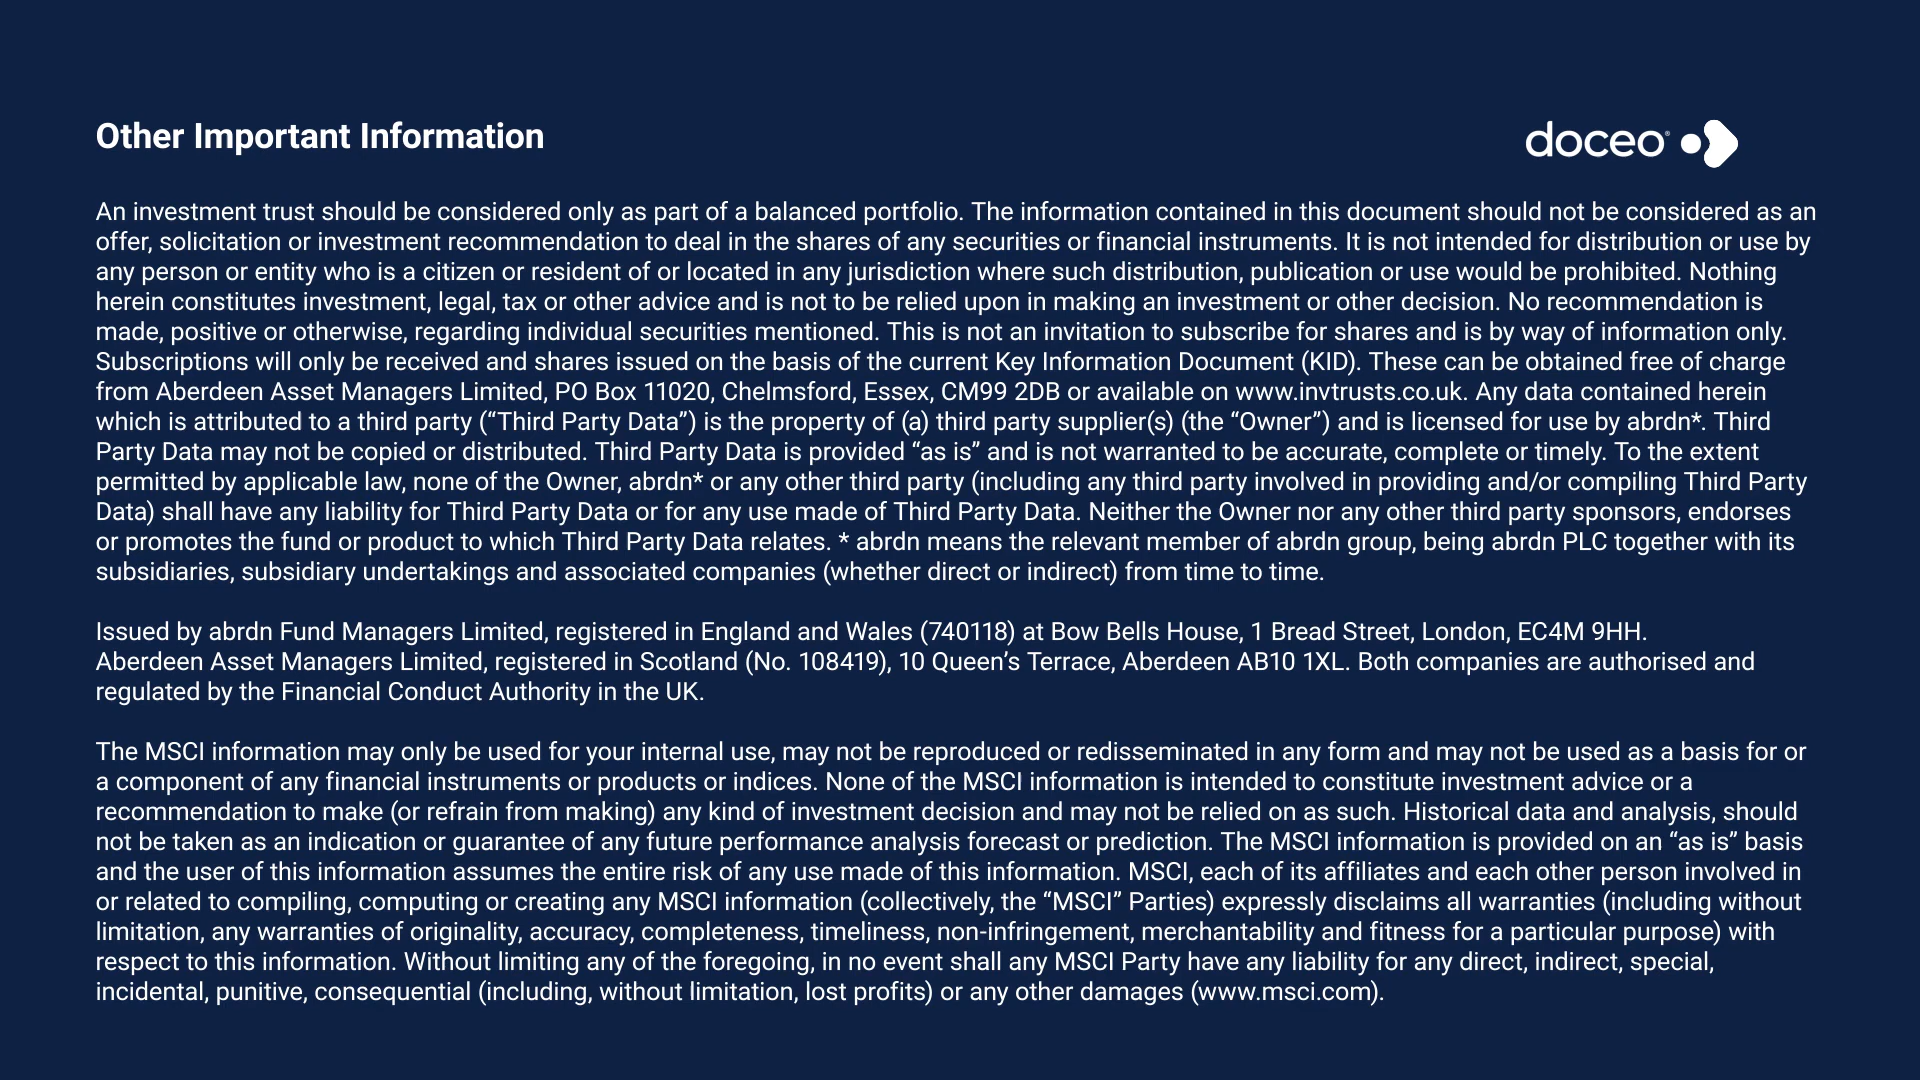 Other Important Information
doceo®
An investment trust should be considered only as part of a balanced portfolio. The information contained in this document should not be considered as an
offer, solicitation or investment recommendation to deal in the shares of any securities or financial instruments. It is not intended for distribution or use by
any person or entity who is a citizen or resident of or located in any jurisdiction where such distribution, publication or use would be prohibited. Nothing
herein constitutes investment, legal, tax or other advice and is not to be relied upon in making an investment or other decision. No recommendation is
made, positive or otherwise, regarding individual securities mentioned. This is not an invitation to subscribe for shares and is by way of information only.
Subscriptions will only be received and shares issued on the basis of the current Key Information Document (KID). These can be obtained free of charge
from Aberdeen Asset Managers Limited, PO Box 11020, Chelmsford, Essex, CM99 2DB or available on www.invtrusts.co.uk. Any data contained herein
which is attributed to a third party (“Third Party Data”) is the property of (a) third party supplier(s) (the “Owner”) and is licensed for use by abrdn*. Third
Party Data may not be copied or distributed. Third Party Data is provided “as is” and is not warranted to be accurate, complete or timely. To the extent
permitted by applicable law, none of the Owner, abrdn* or any other third party (including any third party involved in providing and/or compiling Third Party
Data) shall have any liability for Third Party Data or for any use made of Third Party Data. Neither the Owner nor any other third party sponsors, endorses
or promotes the fund or product to which Third Party Data relates. * abrdn means the relevant member of abrdn group, being abrdn PLC together with its
subsidiaries, subsidiary undertakings and associated companies (whether direct or indirect) from time to time.
Issued by abrdn Fund Managers Limited, registered in England and Wales (740118) at Bow Bells House, 1 Bread Street, London, EC4M 9HH.
Aberdeen Asset Managers Limited, registered in Scotland (No. 108419), 10 Queen’s Terrace, Aberdeen AB10 1XL. Both companies are authorised and
regulated by the Financial Conduct Authority in the UK.
The MSCI information may only be used for your internal use, may not be reproduced or redisseminated in any form and may not be used as a basis for or
a component of any financial instruments or products or indices. None of the MSCI information is intended to constitute investment advice or a
recommendation to make (or refrain from making) any kind of investment decision and may not be relied on as such. Historical data and analysis, should
not be taken as an indication or guarantee of any future performance analysis forecast or prediction. The MSCI information is provided on an “as is” basis
and the user of this information assumes the entire risk of any use made of this information. MSCI, each of its affiliates and each other person involved in
or related to compiling, computing or creating any MSCI information (collectively, the “MSCI” Parties) expressly disclaims all warranties (including without
limitation, any warranties of originality, accuracy, completeness, timeliness, non-infringement, merchantability and fitness for a particular purpose) with
respect to this information. Without limiting any of the foregoing, in no event shall any MSCI Party have any liability for any direct, indirect, special,
incidental, punitive, consequential (including, without limitation, lost profits) or any other damages (www.msci.com).